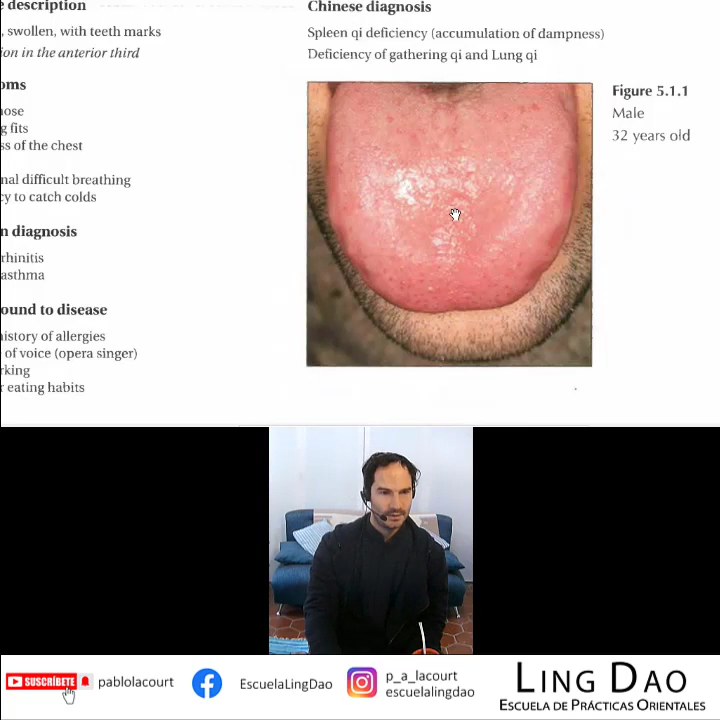 description
, swollen, with teeth marks
ion in the anterior third
oms
nose
g fits
ss of the chest
nal difficult breathing
cy to catch colds
n diagnosis
rhinitis
asthma
ound to disease
history of allergies
of voice (opera singer)
rking
r eating habits
Chinese diagnosis
Spleen qi deficiency (accumulation of dampness)
Deficiency of gathering qi and Lung qi
Figure 5.1.1
Male
32 years old
SUSCRÍBETE
pablolacourt
EscuelaLingDao
p_a_lacourt
escuelalingdao
LING DAO
ESCUELA DE PRÁCTICAS ORIENTALES